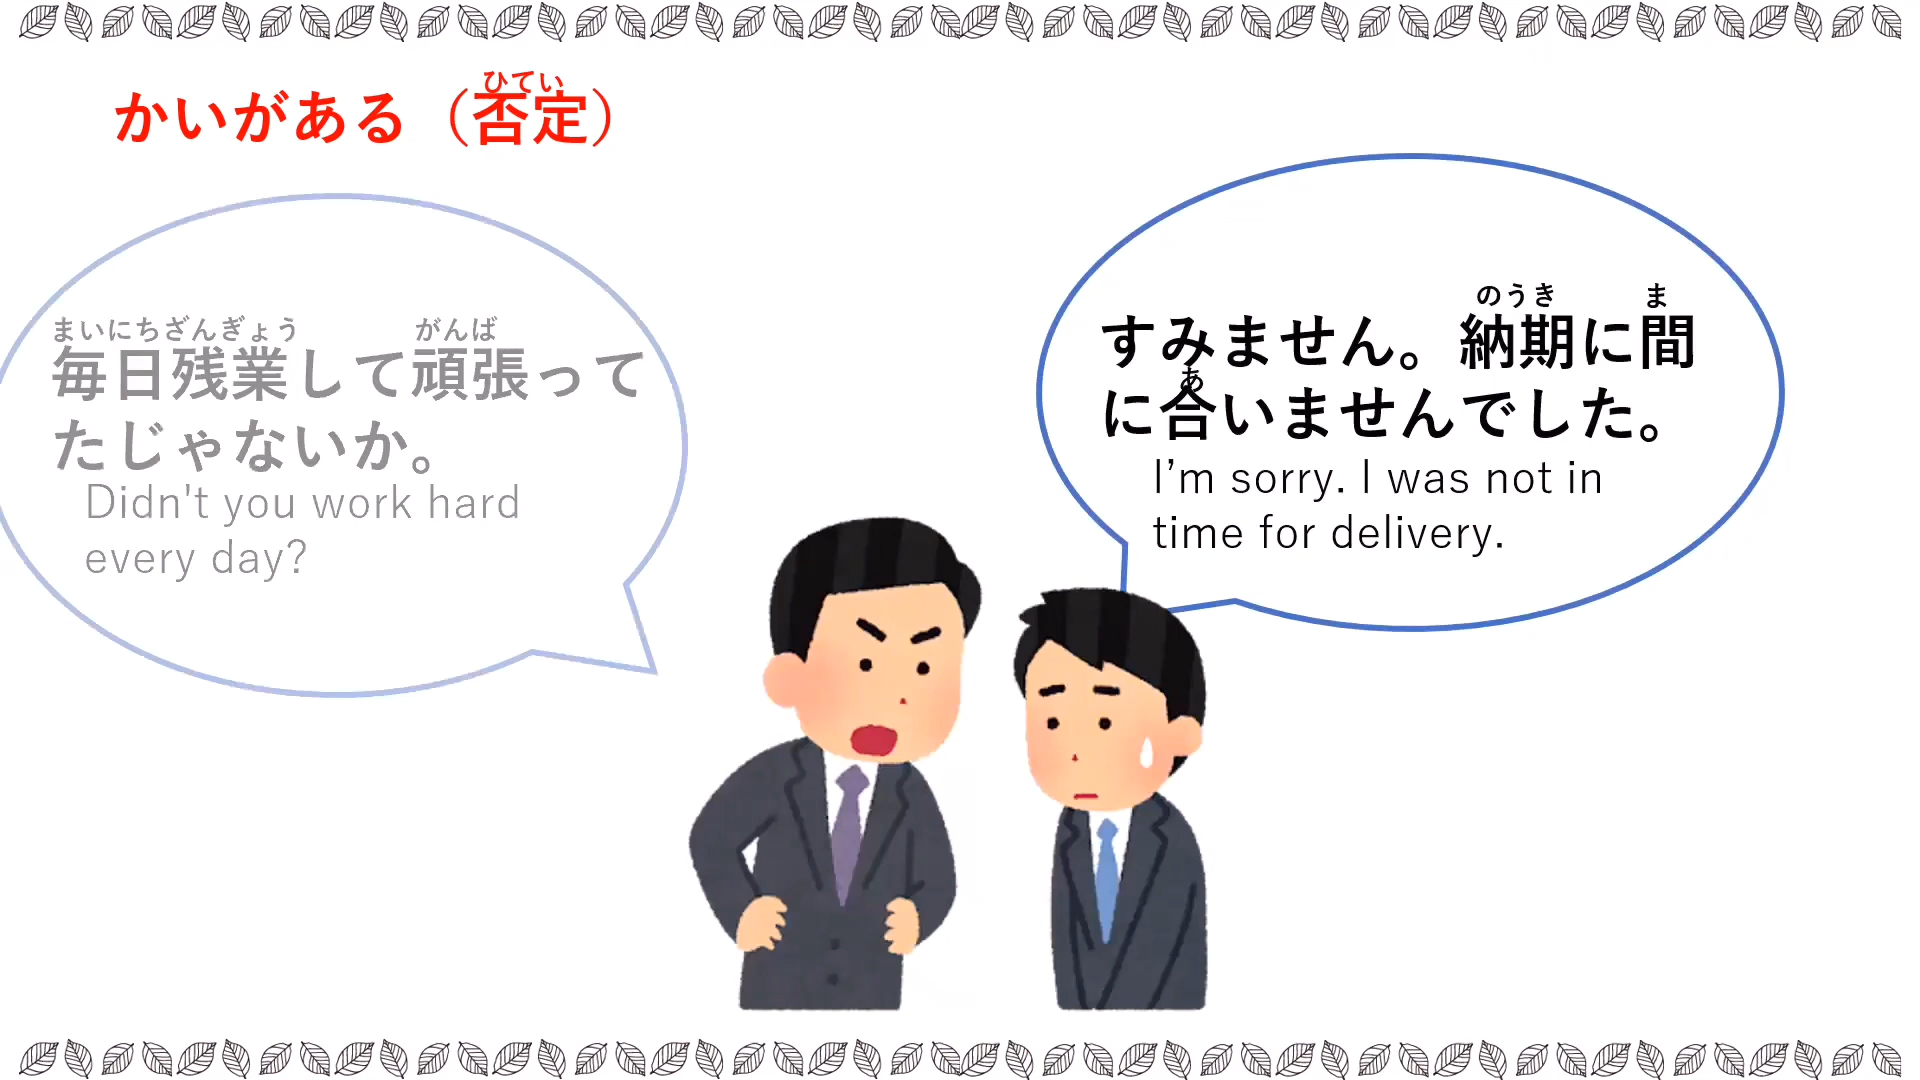 かいがある（否定）
ひてい
すみません。納期に間
のうき
ま
に合いませんでした。
あ
I’m sorry. I was not in
time for delivery.
毎日残業して頑張って
まいにちざんぎょう
がんば
たじゃないか。
Didn't you work hard
every day?